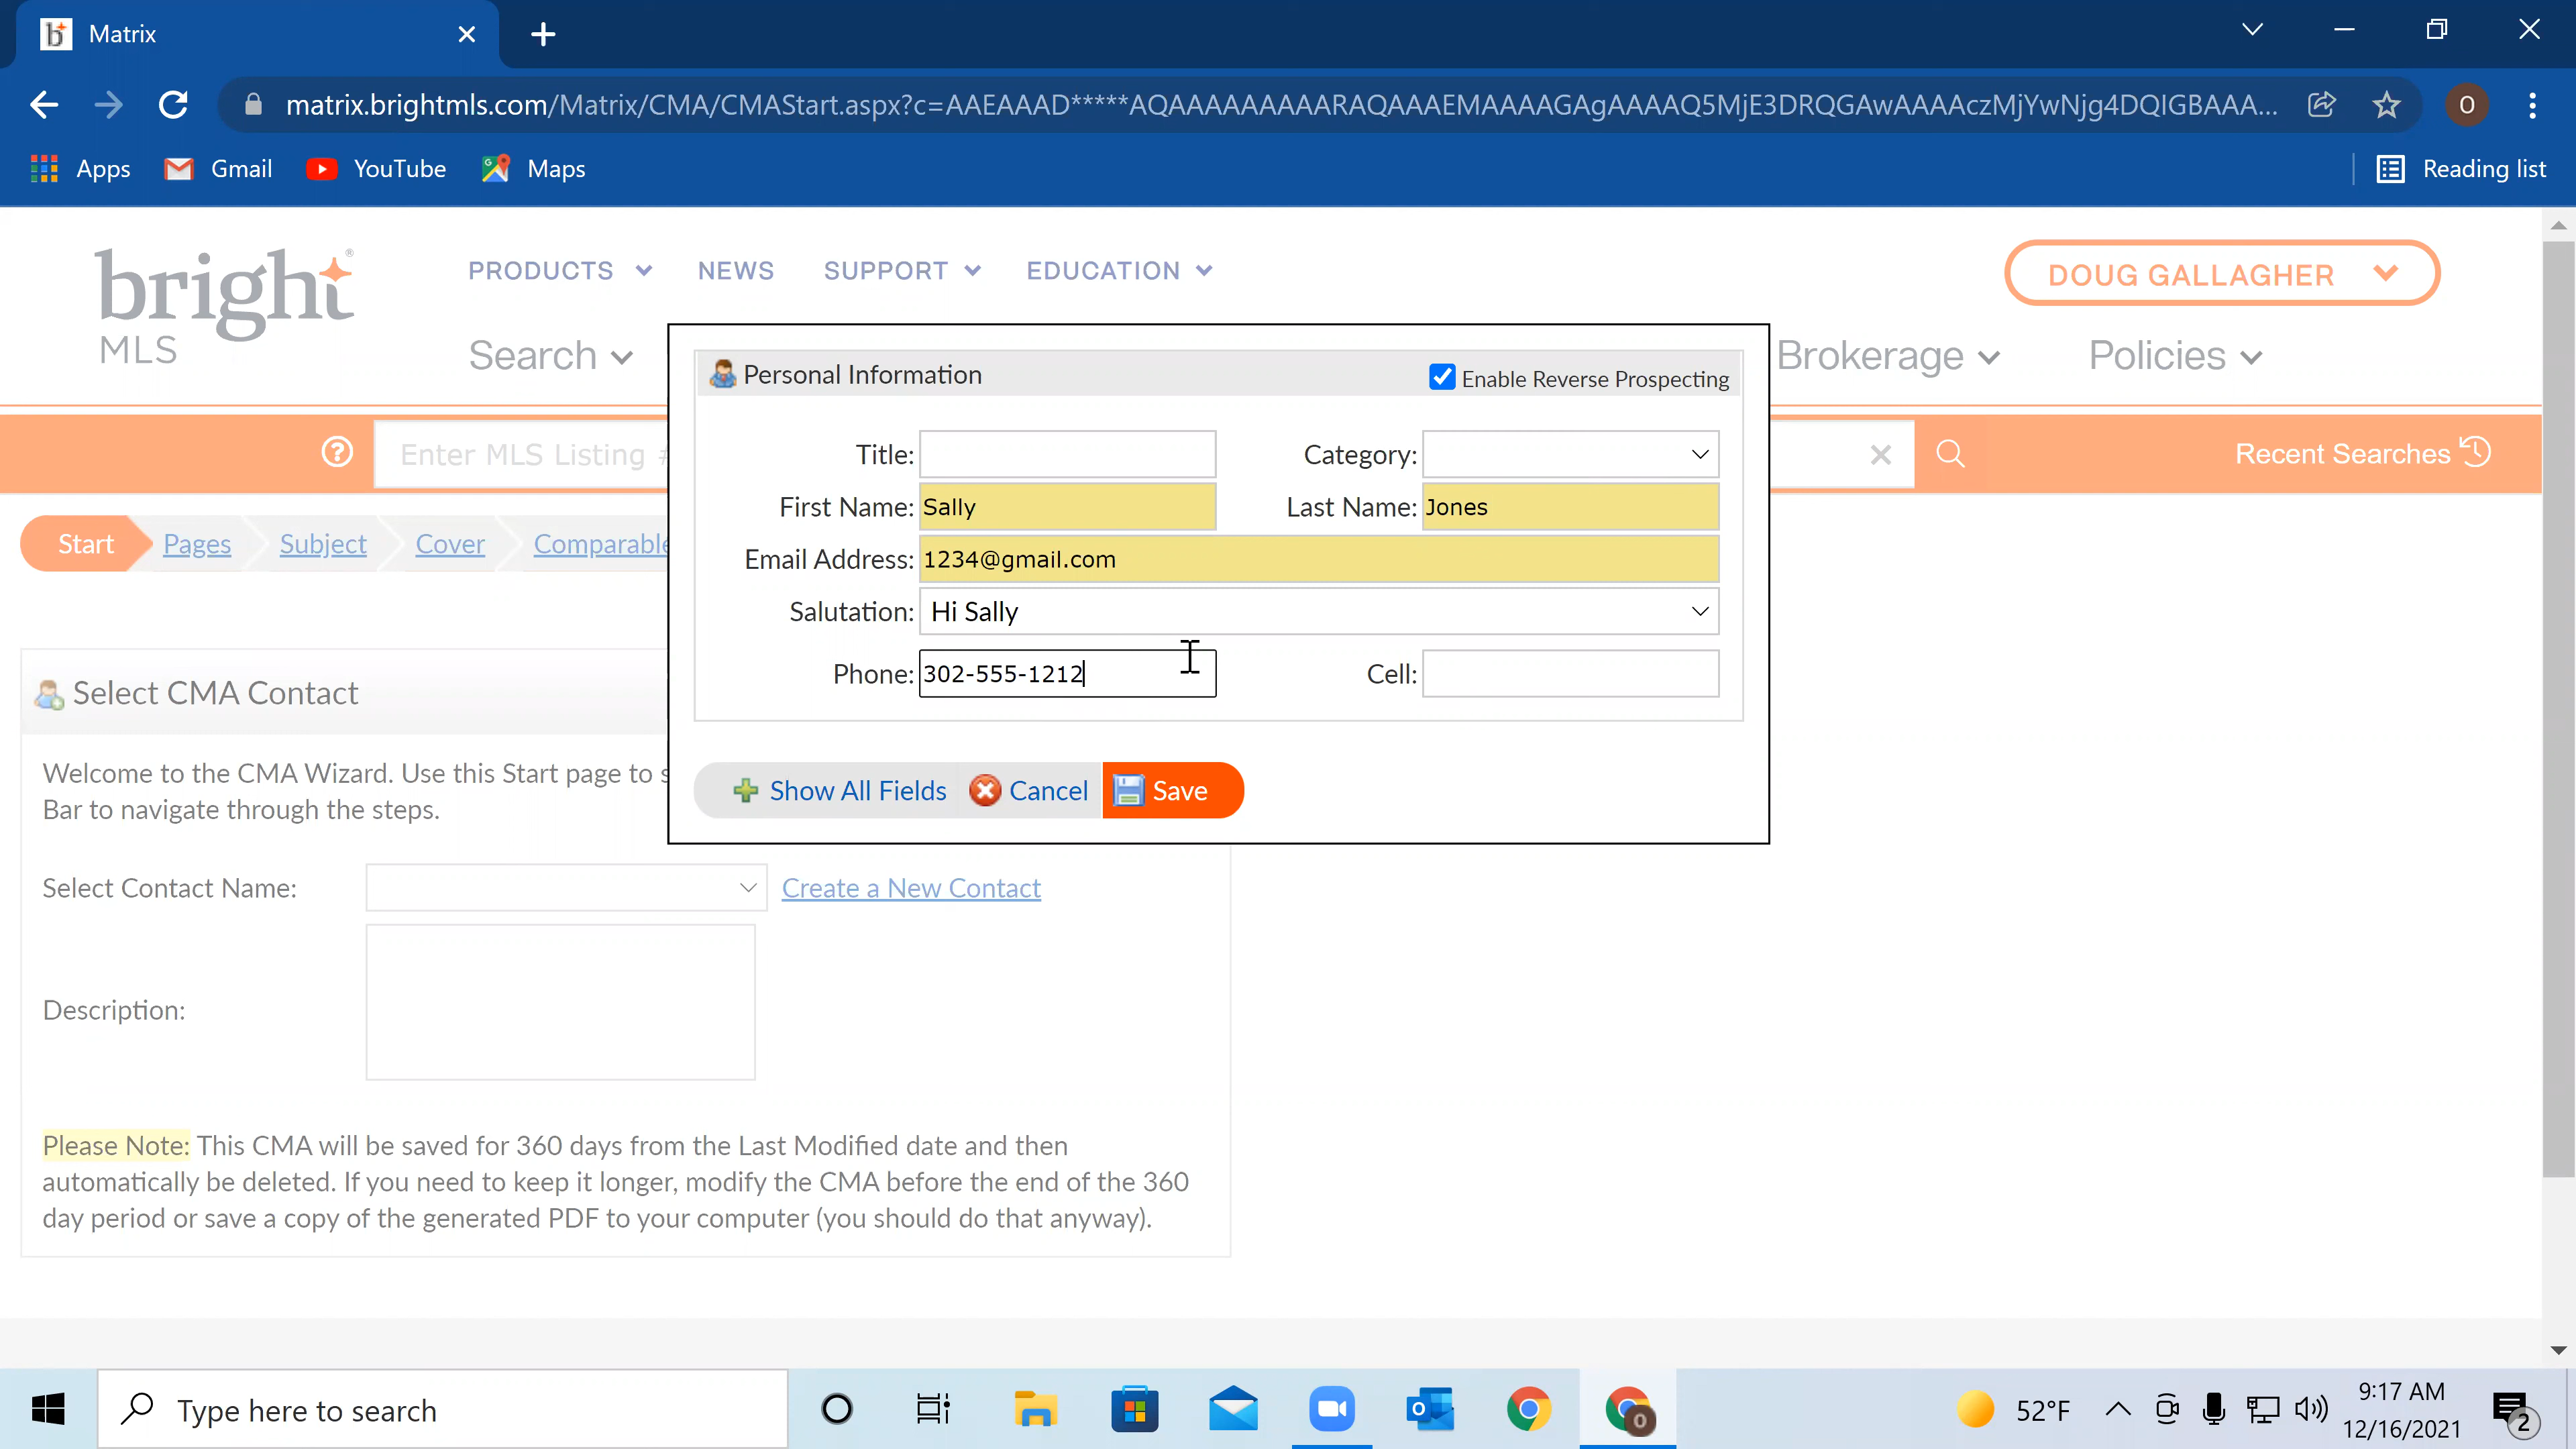 Matrix
matrix.brightmls.com/Matrix/CMA/CMAStart.aspx?c=AAEAAAD*****AQAAAAAAAAARAQAAAEMAAAAGAgAAAAQ5MjE3DRQGAwAAAAczMjYwNjg4DQIGBAAA... O
Apps Gmail YouTube Maps Reading list
bright® MLS
PRODUCTS NEWS SUPPORT EDUCATION
DOUG GALLAGHER
Search Brokerage Policies
Enter MLS Listing #
Recent Searches
Start Pages Subject Cover Comparable
Personal Information
Enable Reverse Prospecting
Title: Category:
First Name: Sally Last Name: Jones
Email Address: 1234@gmail.com
Salutation: Hi Sally
Phone: 302-555-1212 Cell:
Show All Fields Cancel Save
Select CMA Contact
Welcome to the CMA Wizard. Use this Start page to s
Bar to navigate through the steps.
Select Contact Name: Create a New Contact
Description:
Please Note: This CMA will be saved for 360 days from the Last Modified date and then
automatically be deleted. If you need to keep it longer, modify the CMA before the end of the 360
day period or save a copy of the generated PDF to your computer (you should do that anyway).
Type here to search
52°F
9:17 AM
12/16/2021
2